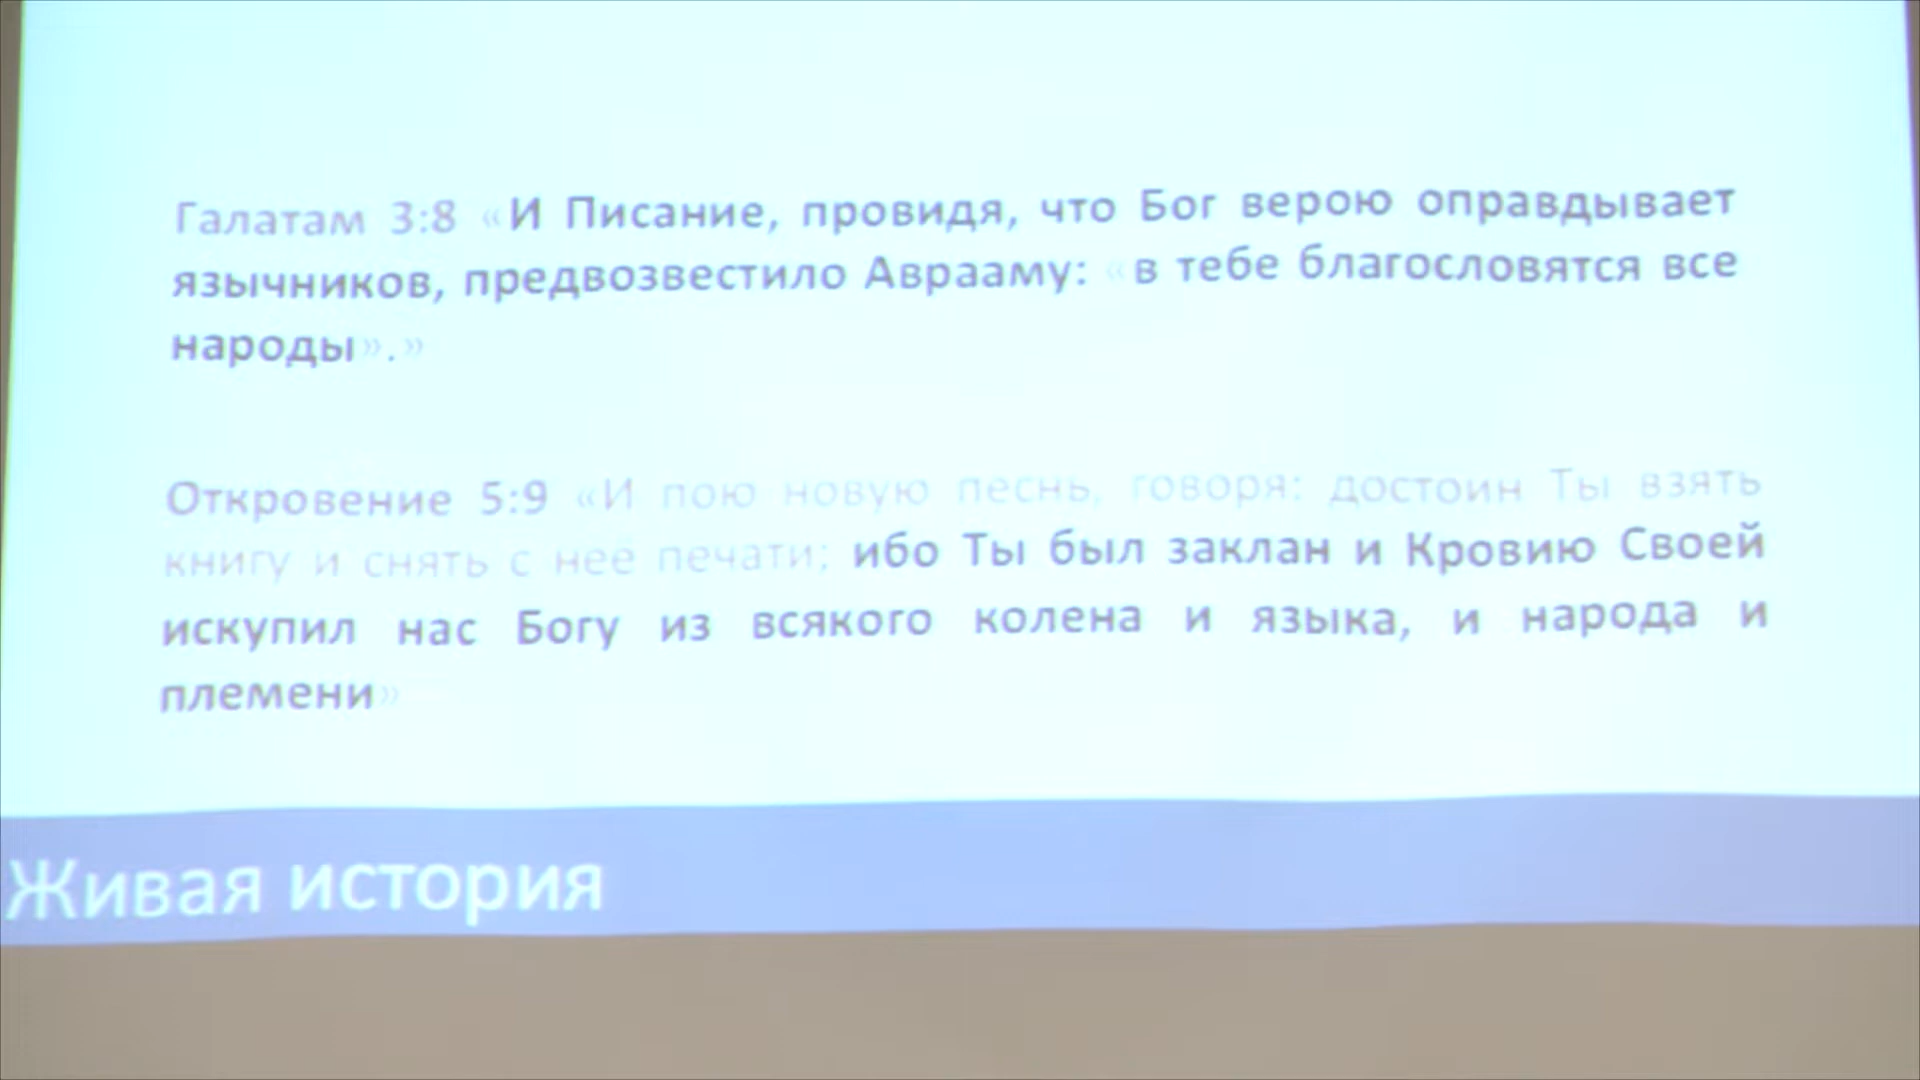 Галатам 3:8 «И Писание, провидя, что Бог верою оправдывает
язычников, предвозвестило Аврааму: «в тебе благословятся все
народы».»
Откровение 5:9 «И пою новую песнь, говоря: достоин Ты взять
книгу и снять с нее печати; ибо Ты был заклан и Кровию Своей
искупил нас Богу из всякого колена и языка, и народа и
племени»
Живая история